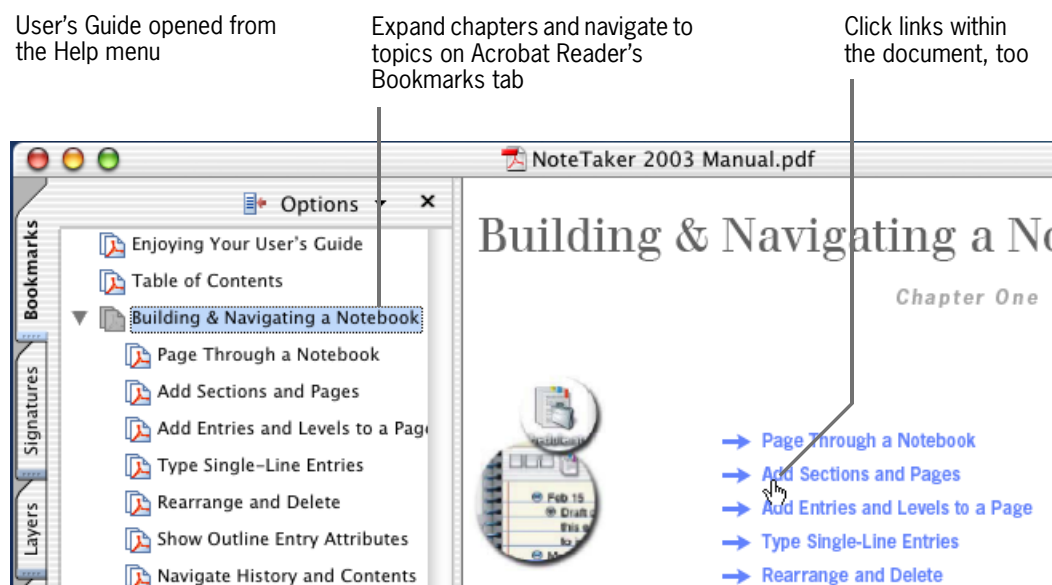 User's Guide opened from
the Help menu
Expand chapters and navigate to
topics on Acrobat Reader's
Bookmarks tab
Click links within
the document, too
NoteTaker 2003 Manual.pdf
Options
Bookmarks
Signatures
Layers
Enjoying Your User's Guide
Table of Contents
Building & Navigating a Notebook
Page Through a Notebook
Add Sections and Pages
Add Entries and Levels to a Page
Type Single-Line Entries
Rearrange and Delete
Show Outline Entry Attributes
Navigate History and Contents
Building & Navigating a No
Chapter One
Feb 15
Draft
this
Page Through a Notebook
Add Sections and Pages
Add Entries and Levels to a Page
Type Single-Line Entries
Rearrange and Delete